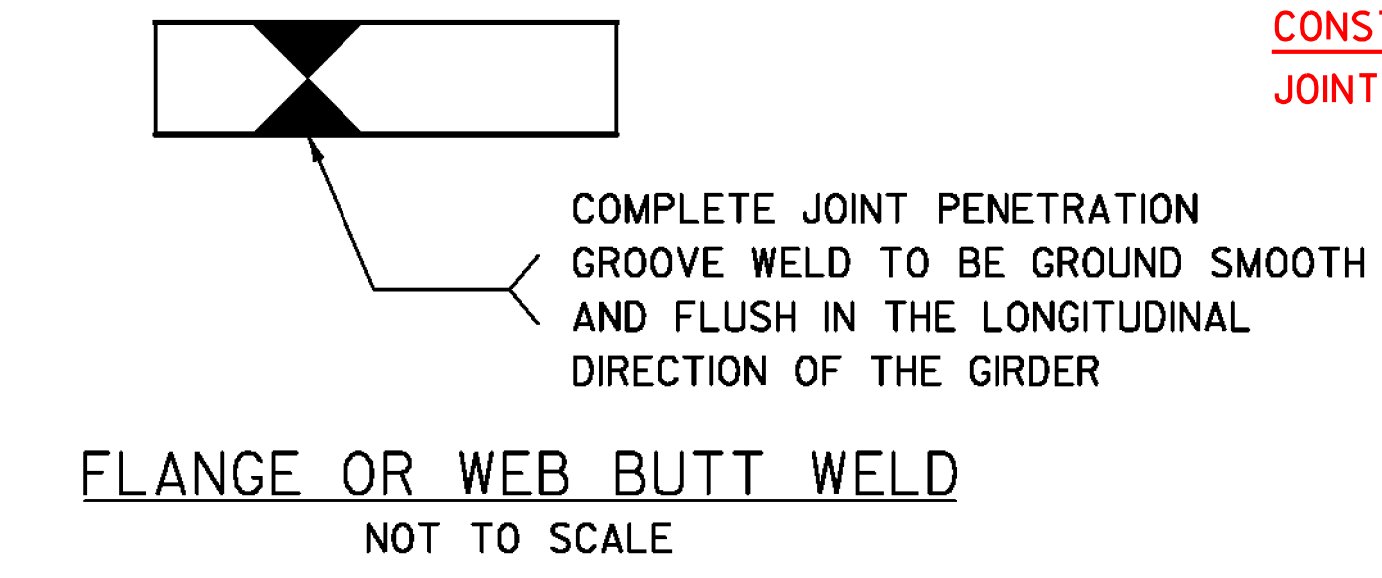 JOINT
COMPLETE JOINT PENETRATION
GROOVE WELD TO BE GROUND SMOOTH
AND FLUSH IN THE LONGITUDINAL
DIRECTION OF THE GIRDER
FLANGE OR WEB BUTT WELD
NOT TO SCALE